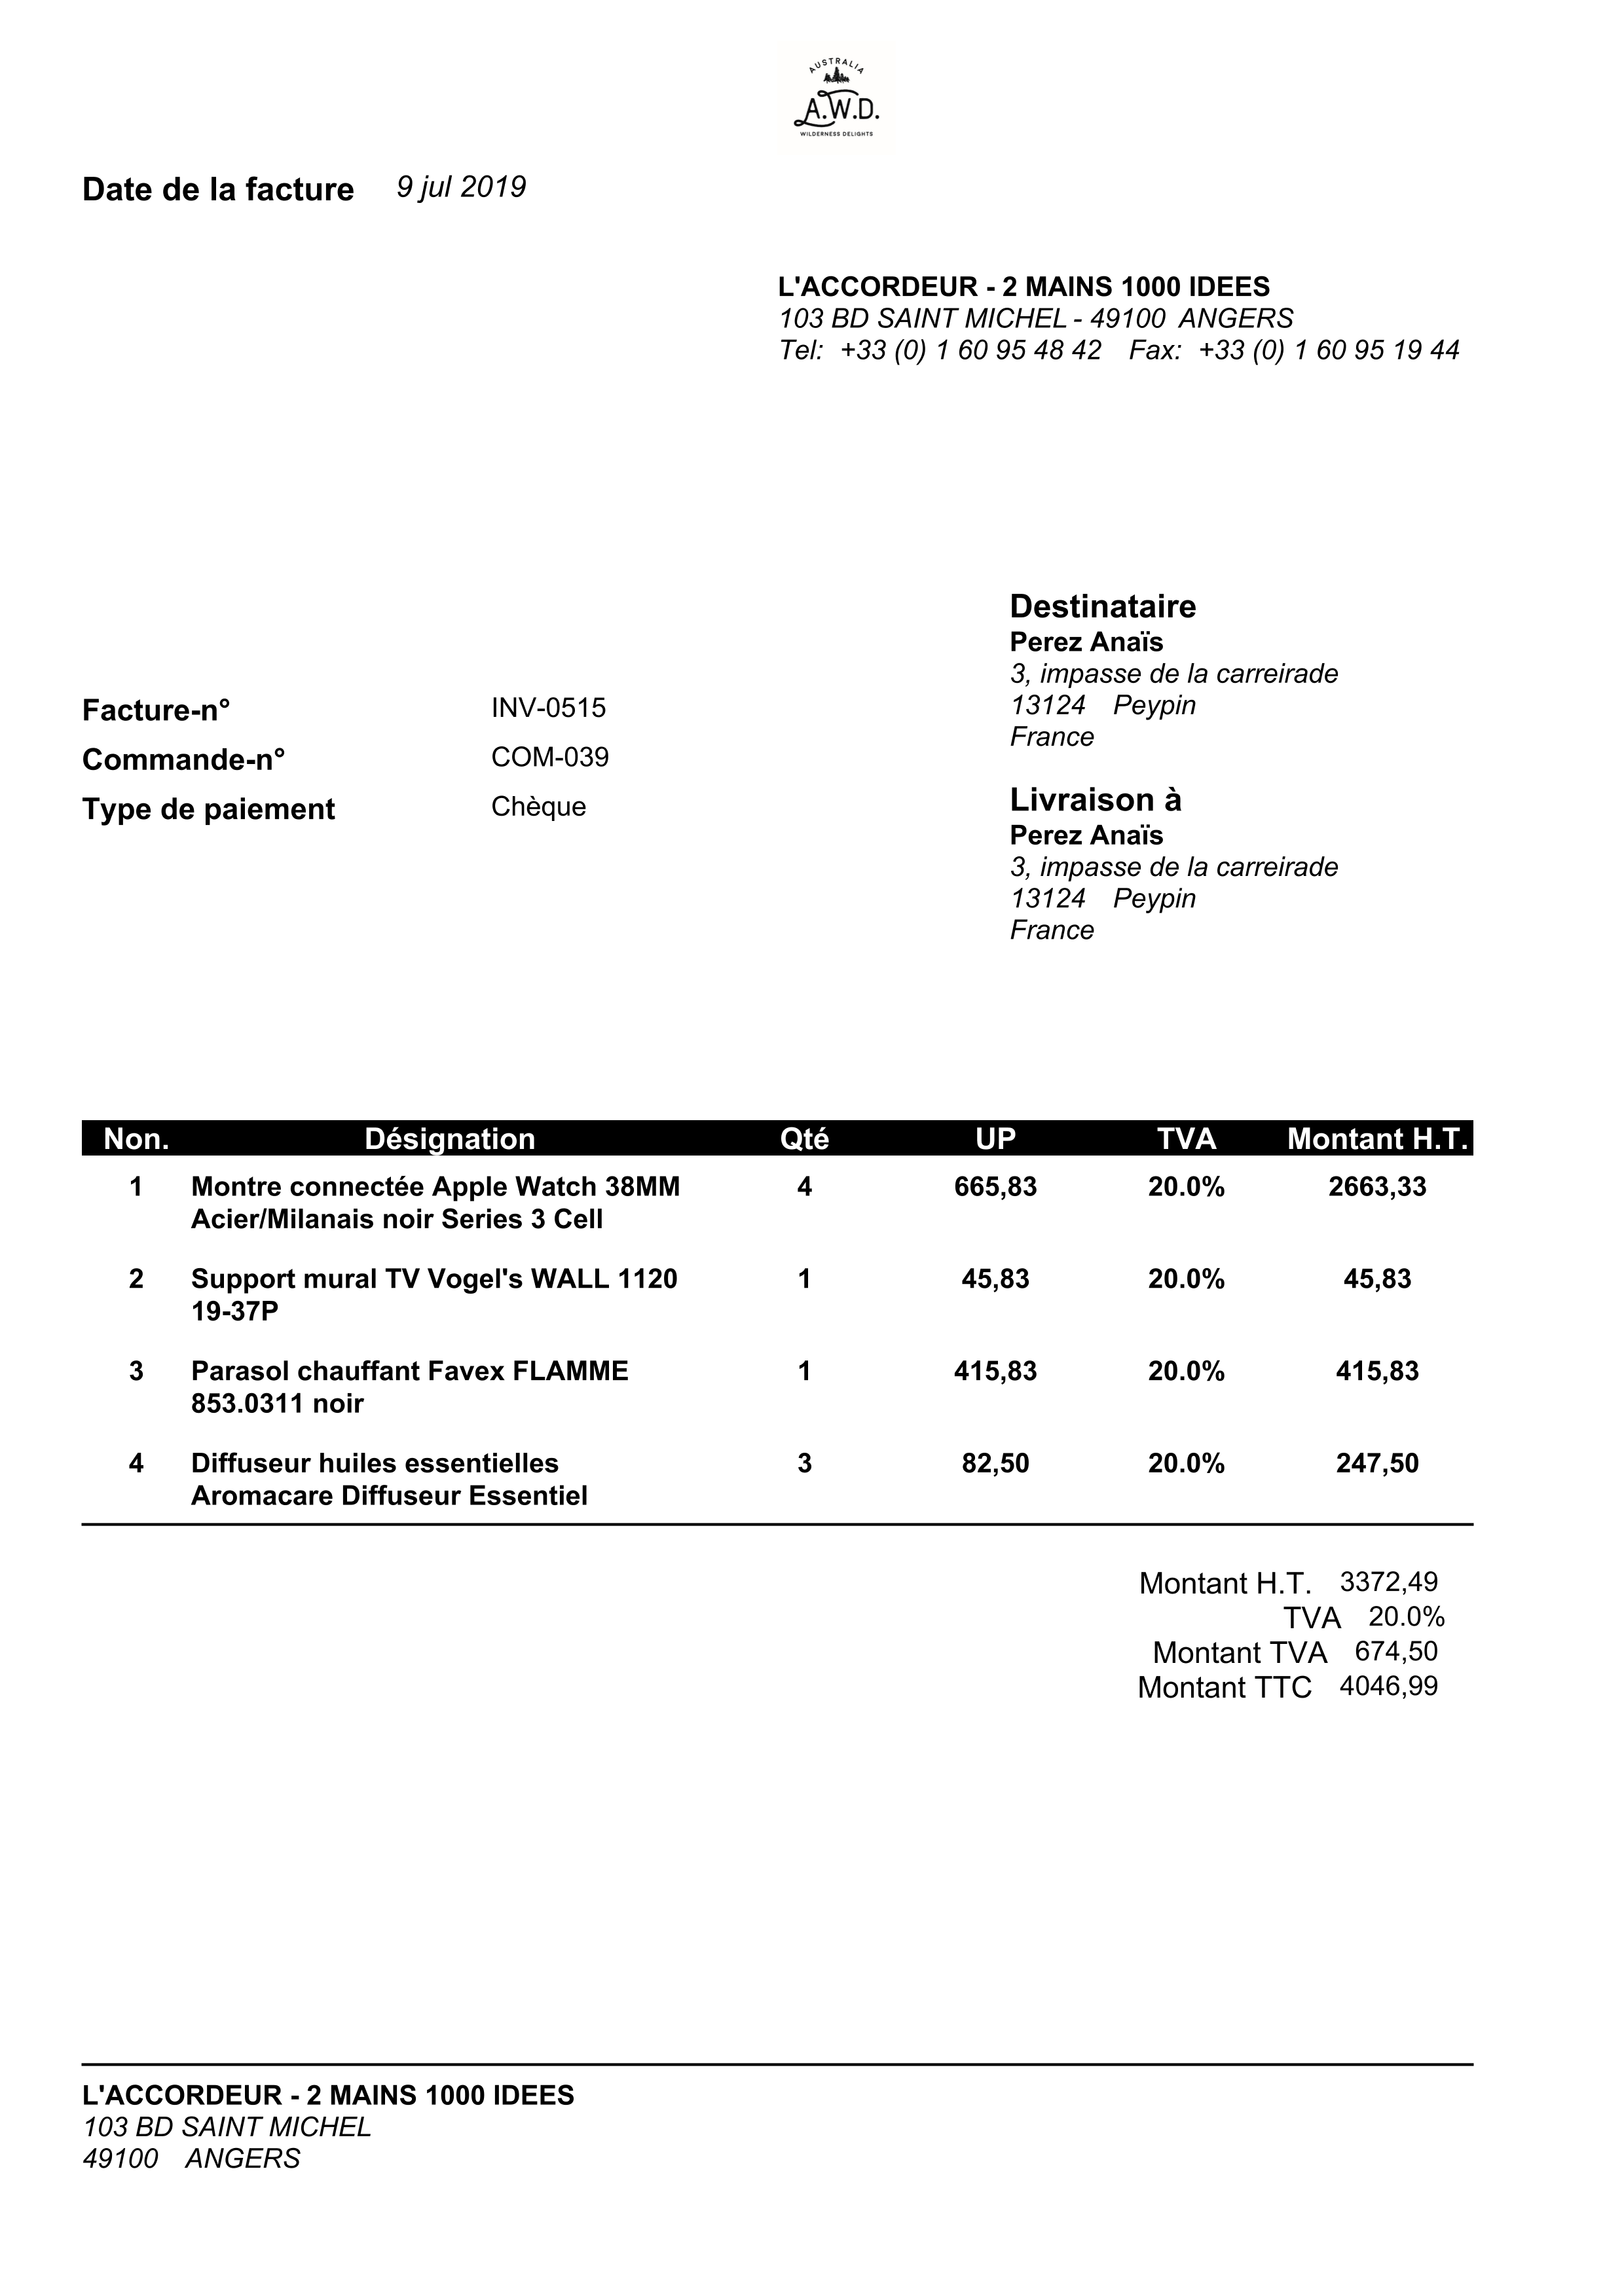 AUSTRALIA
A.W.D.
WILDERNESS DELIGHTS
Date de la facture 9 jul 2019
L'ACCORDEUR - 2 MAINS 1000 IDEES
103 BD SAINT MICHEL - 49100 ANGERS
Tel: +33 (0) 1 60 95 48 42 Fax: +33 (0) 1 60 95 19 44
Facture-n° INV-0515
Commande-n° COM-039
Type de paiement Chèque
Destinataire
Perez Anaïs
3, impasse de la carreirade
13124 Peypin
France
Livraison à
Perez Anaïs
3, impasse de la carreirade
13124 Peypin
France
Non. Désignation Qté UP TVA Montant H.T.
1 Montre connectée Apple Watch 38MM 4 665,83 20.0% 2663,33
Acier/Milanais noir Series 3 Cell
2 Support mural TV Vogel's WALL 1120 1 45,83 20.0% 45,83
19-37P
3 Parasol chauffant Favex FLAMME 1 415,83 20.0% 415,83
853.0311 noir
4 Diffuseur huiles essentielles 3 82,50 20.0% 247,50
Aromacare Diffuseur Essentiel
Montant H.T. 3372,49
TVA 20.0%
Montant TVA 674,50
Montant TTC 4046,99
L'ACCORDEUR - 2 MAINS 1000 IDEES
103 BD SAINT MICHEL
49100 ANGERS